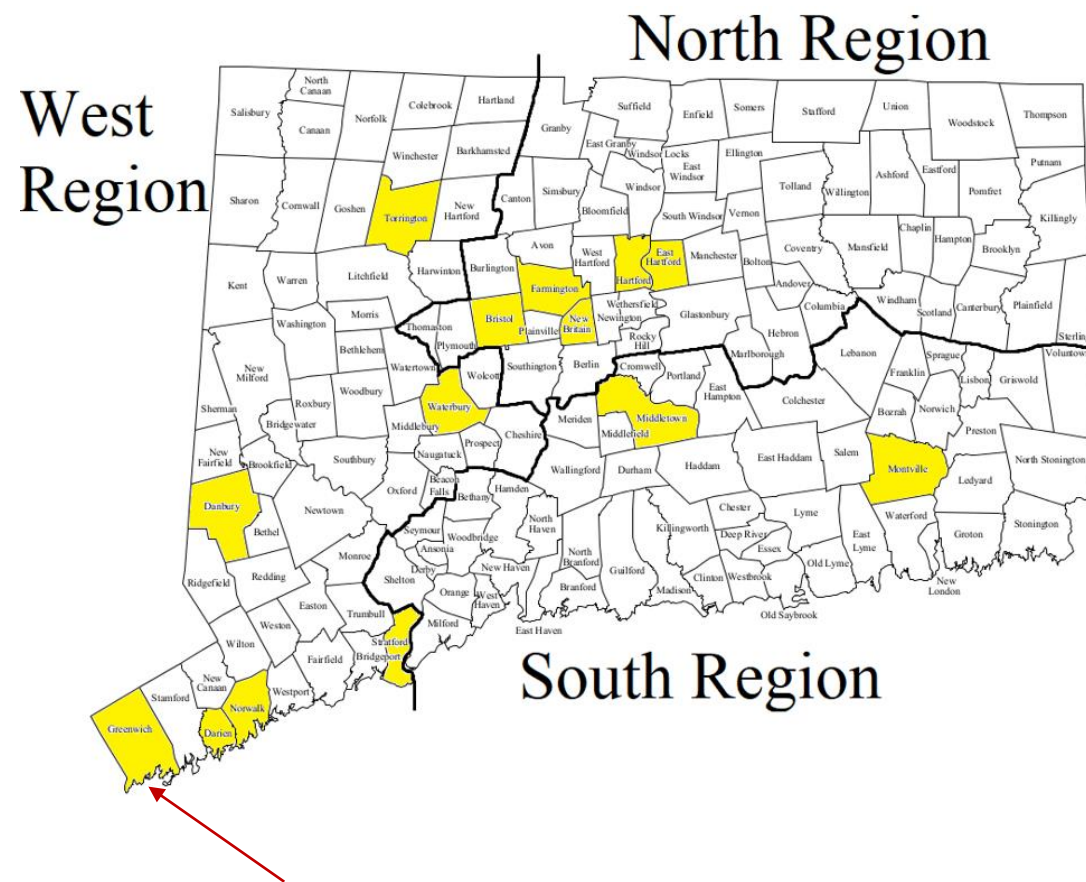 North Region
West
Region
South Region
Salisbury
North
Canaan
Canaan
Norfolk
Colebrook
Hartland
Winchester
Barkhamsted
Sharon
Cornwall
Goshen
Torrington
New
Hartford
Kent
Warren
Litchfield
Harwinton
Morris
Washington
Bethlehem
Watertown
New
Milford
Woodbury
Roxbury
Sherman
Bridgewater
Middlebury
Waterbury
Wolcott
Prospect
Cheshire
Naugatuck
Southbury
New
Fairfield
Brookfield
Oxford
Beacon
Falls
Danbury
Bethel
Newtown
Monroe
Ridgefield
Redding
Easton
Trumbull
Weston
Wilton
Fairfield
Bridgeport
Stratford
New
Canaan
Westport
Norwalk
Stamford
Darien
Greenwich
Granby
Suffield
Enfield
Somers
Stafford
Union
Woodstock
Thompson
East Granby
Windsor Locks
East
Windsor
Ellington
Putnam
Canton
Simsbury
Windsor
Bloomfield
Tolland
Willington
Ashford
Eastford
Pomfret
Killingly
South Windsor
Vernon
Avon
West
Hartford
Hartford
East
Hartford
Manchester
Bolton
Coventry
Mansfield
Chaplin
Hampton
Brooklyn
Burlington
Farmington
Andover
Columbia
Windham
Scotland
Canterbury
Plainfield
Sterlin
Thomaston
Plymouth
Bristol
Plainville
New
Britain
Newington
Wethersfield
Rocky
Hill
Glastonbury
Hebron
Marlborough
Southington
Berlin
Cromwell
Portland
East
Hampton
Colchester
Lebanon
Franklin
Sprague
Lisbon
Griswold
Voluntow
Bozrah
Norwich
Preston
Meriden
Middletown
Middlefield
Wallingford
Durham
Haddam
East Haddam
Salem
Montville
Ledyard
North Stonington
Bethany
Hamden
North
Haven
Seymour
Woodbridge
Ansonia
Derby
Shelton
New Haven
North
Branford
Guilford
Killingworth
Chester
Deep River
Essex
Lyme
East
Lyme
Waterford
Groton
Stonington
Orange
West
Haven
Milford
Branford
Madison
Clinton
Westbrook
Old Lyme
New
London
Old Saybrook
East Haven